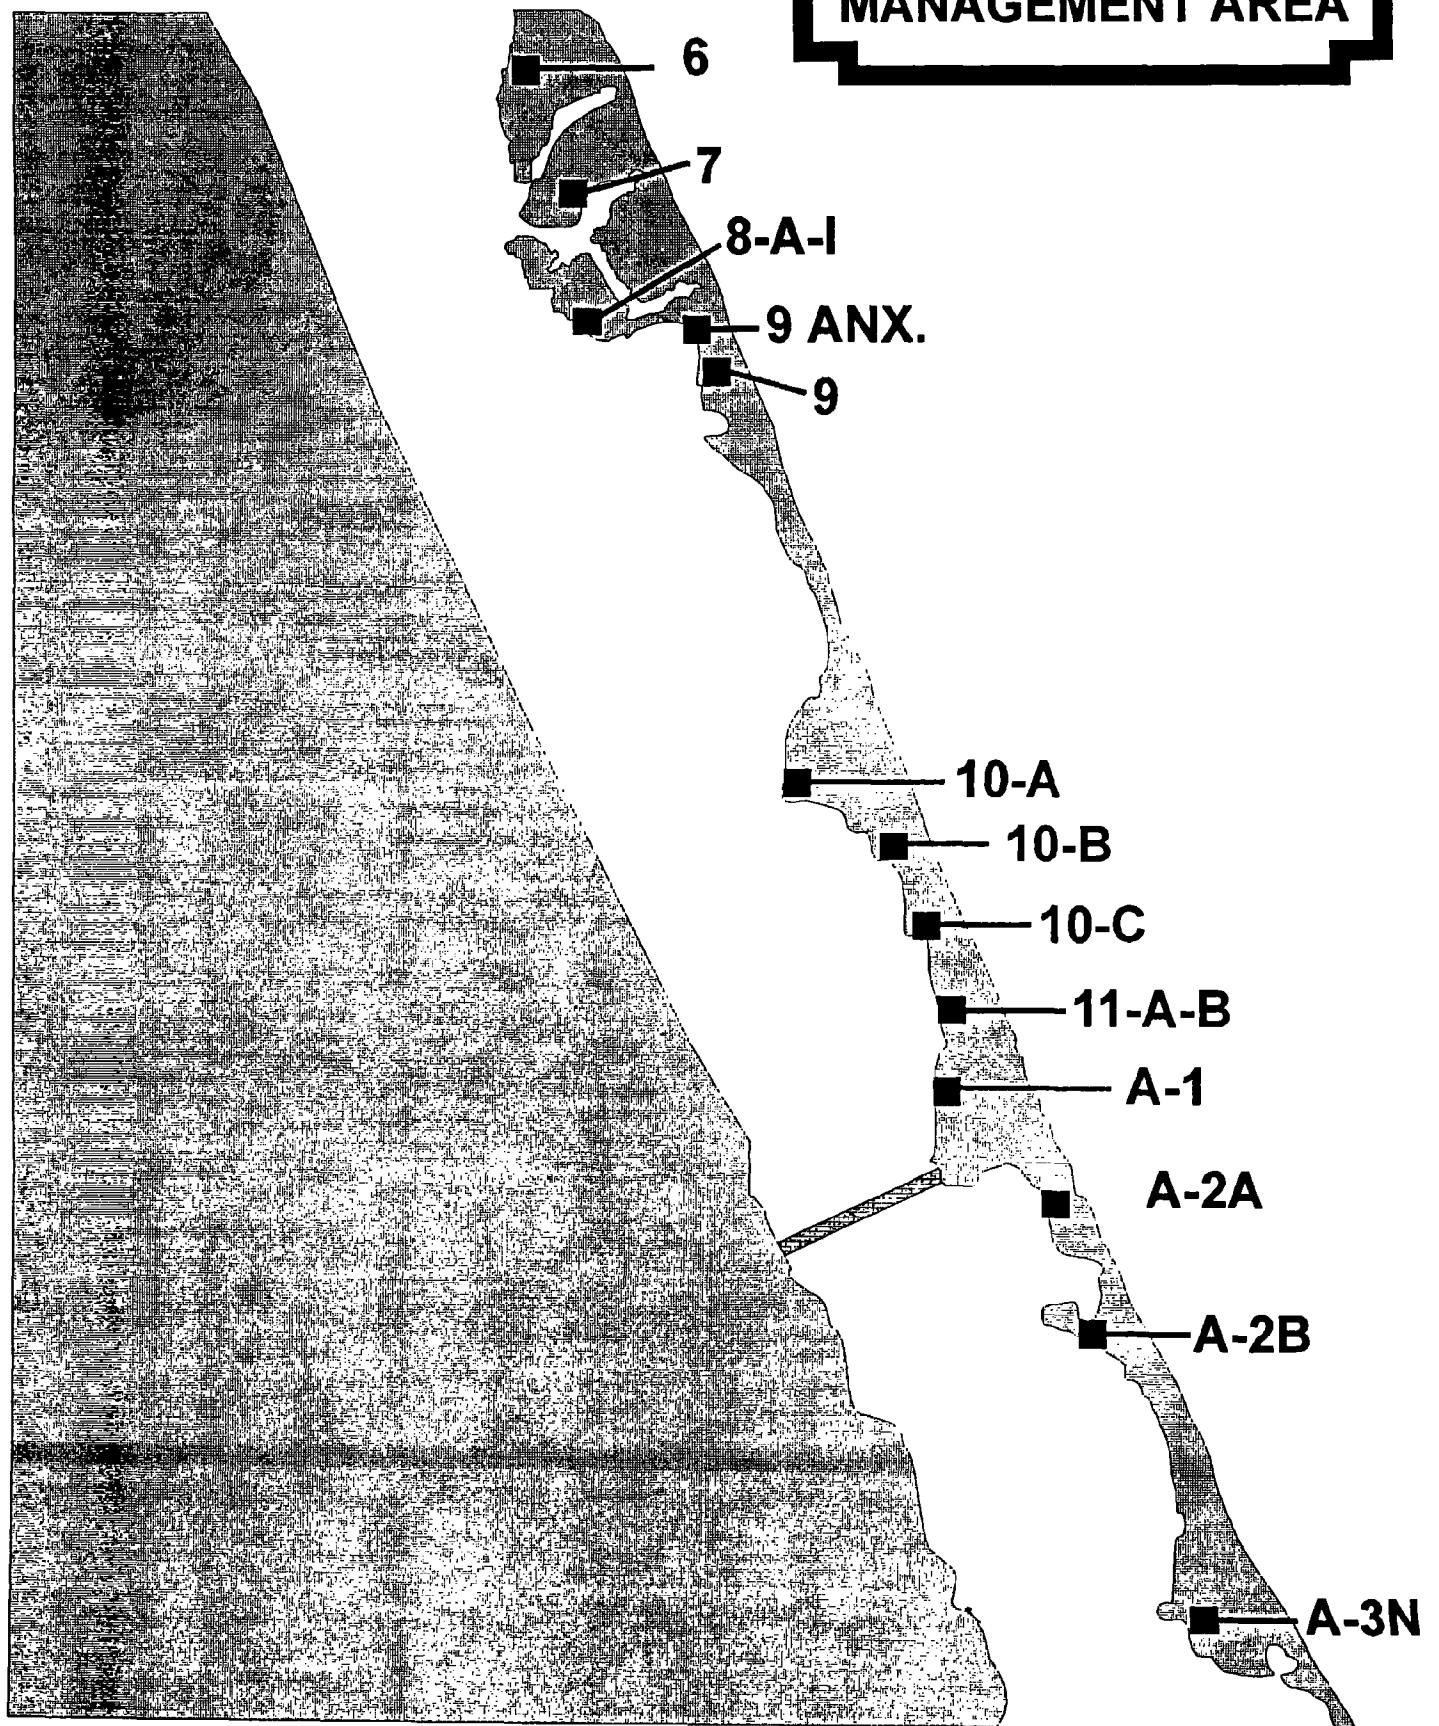 MANAGEMENT AREA
6
7
8-A-I
9 ANX.
9
10-A
10-B
10-C
11-A-B
A-1
A-2A
A-2B
A-3N